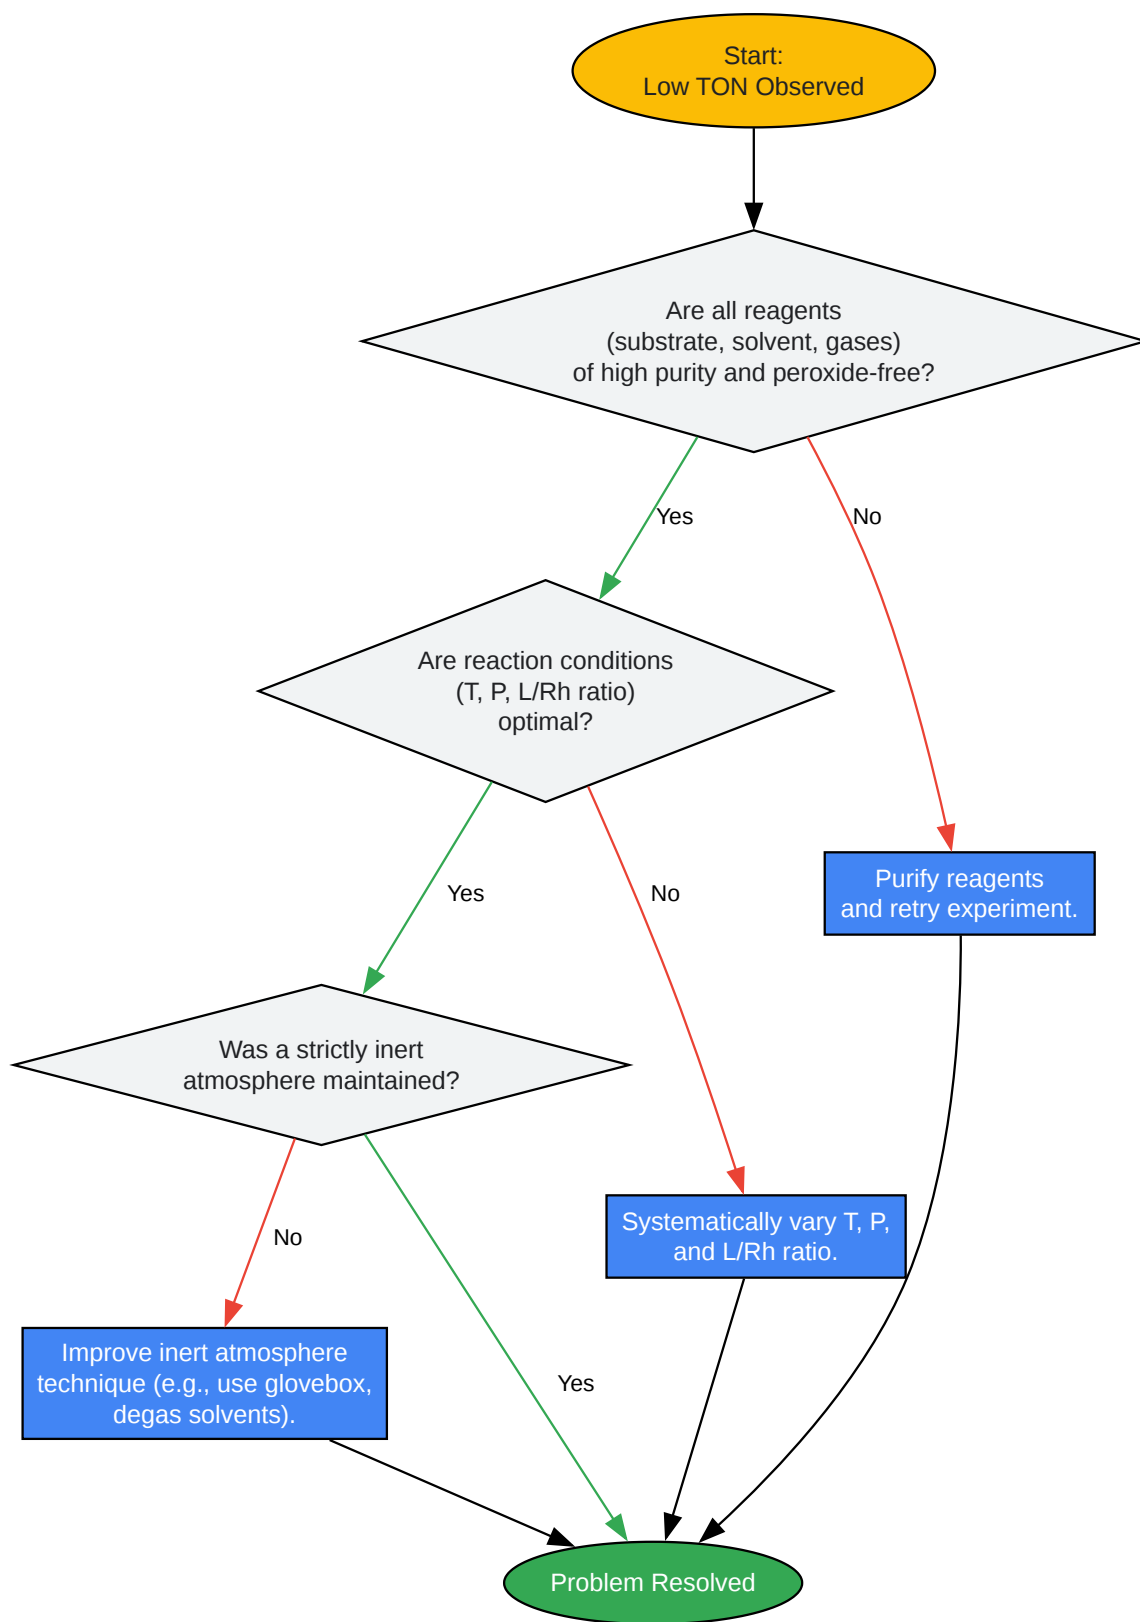 Start:
Low TON Observed
Are all reagents
(substrate, solvent, gases)
of high purity and peroxide-free?
Yes
No
Are reaction conditions
(T, P, L/Rh ratio)
optimal?
Purify reagents
and retry experiment.
Yes
No
Was a strictly inert
atmosphere maintained?
Systematically vary T, P,
and L/Rh ratio.
No
Improve inert atmosphere
technique (e.g., use glovebox,
degas solvents).
Yes
Problem Resolved